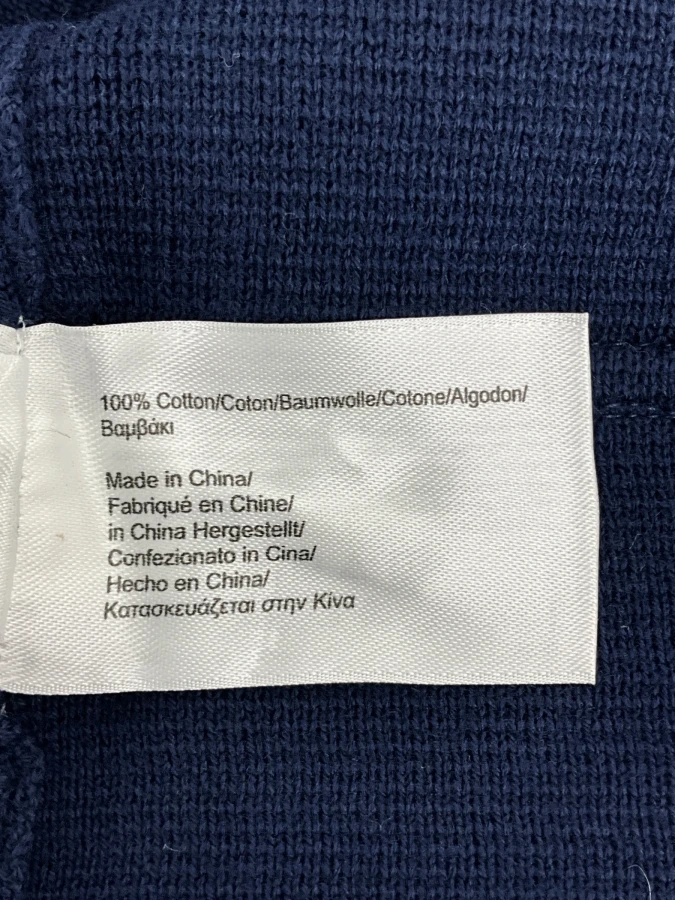 100% Cotton/Coton/Baumwolle/Cotone/Algodon/
Βαμβάκι
Made in China/
Fabriqué en Chine/
in China Hergestellt/
Confezionato in Cina/
Hecho en China/
Κατασκευάζεται στην Κίνα